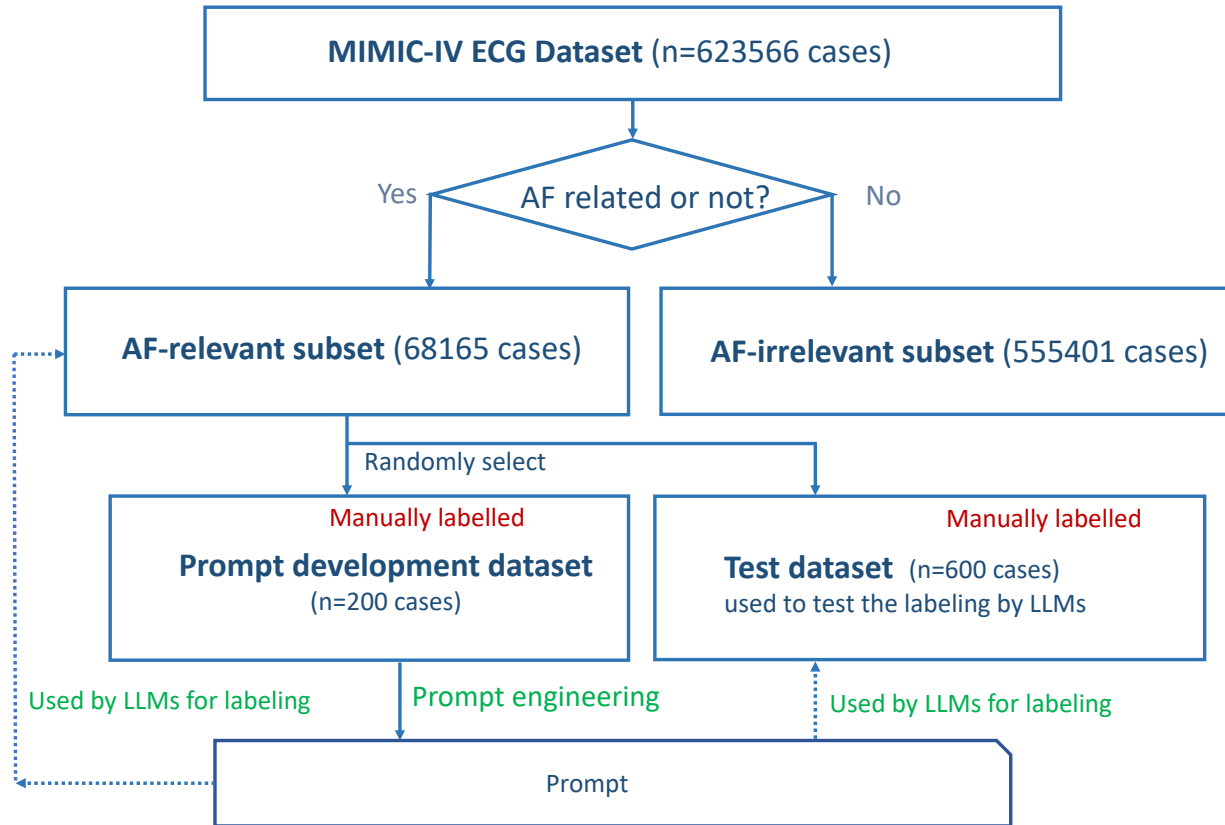 MIMIC-IV ECG Dataset (n=623566 cases)
AF related or not?
Yes
No
AF-relevant subset (68165 cases)
AF-irrelevant subset (555401 cases)
Randomly select
Manually labelled
Prompt development dataset
(n=200 cases)
Manually labelled
Test dataset (n=600 cases)
used to test the labeling by LLMs
Used by LLMs for labeling
Prompt engineering
Used by LLMs for labeling
Prompt